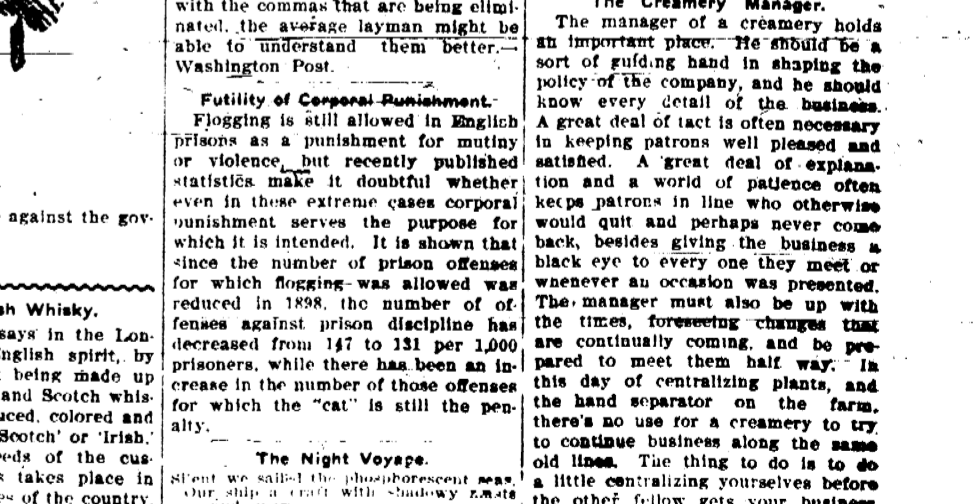 against the gov-
sh Whisky.
says in the Lon-
nglish spirit, by
being made up
and Scotch whis-
uced, colored and
Scotch' or 'Irish.'
eds of the cus-
s takes place in
s of the country
with the commas that are being elimi-
nated, the average layman might be
able to understand them better.—
Washington Post.
Futility of Corporal Punishment.
Flogging is still allowed in English
prisons as a punishment for mutiny
or violence, but recently published
statistics make it doubtful whether
even in these extreme cases corporal
punishment serves the purpose for
which it is intended. It is shown that
since the number of prison offenses
for which flogging was allowed was
reduced in 1898, the number of of-
fenses against prison discipline has
decreased from 147 to 131 per 1,000
prisoners, while there has been an in-
crease in the number of those offenses
for which the "cat" is still the pen-
alty.
The Night Voyage.
Silent we sailed the phosphorescent seas,
Our ship a craft with shadowy masts
The Creamery Manager.
The manager of a creamery holds
an important place. He should be a
sort of guiding hand in shaping the
policy of the company, and he should
know every detail of the business.
A great deal of tact is often necessary
in keeping patrons well pleased and
satisfied. A great deal of explana-
tion and a world of patience often
keeps patrons in line who otherwise
would quit and perhaps never come
back, besides giving the business a
black eye to every one they meet or
whenever an occasion was presented.
The manager must also be up with
the times, foreseeing changes that
are continually coming, and be pre-
pared to meet them half way. In
this day of centralizing plants, and
the hand separator on the farm,
there's no use for a creamery to try
to continue business along the same
old lines. The thing to do is to do
a little centralizing yourselves before
the other fellow gets your business